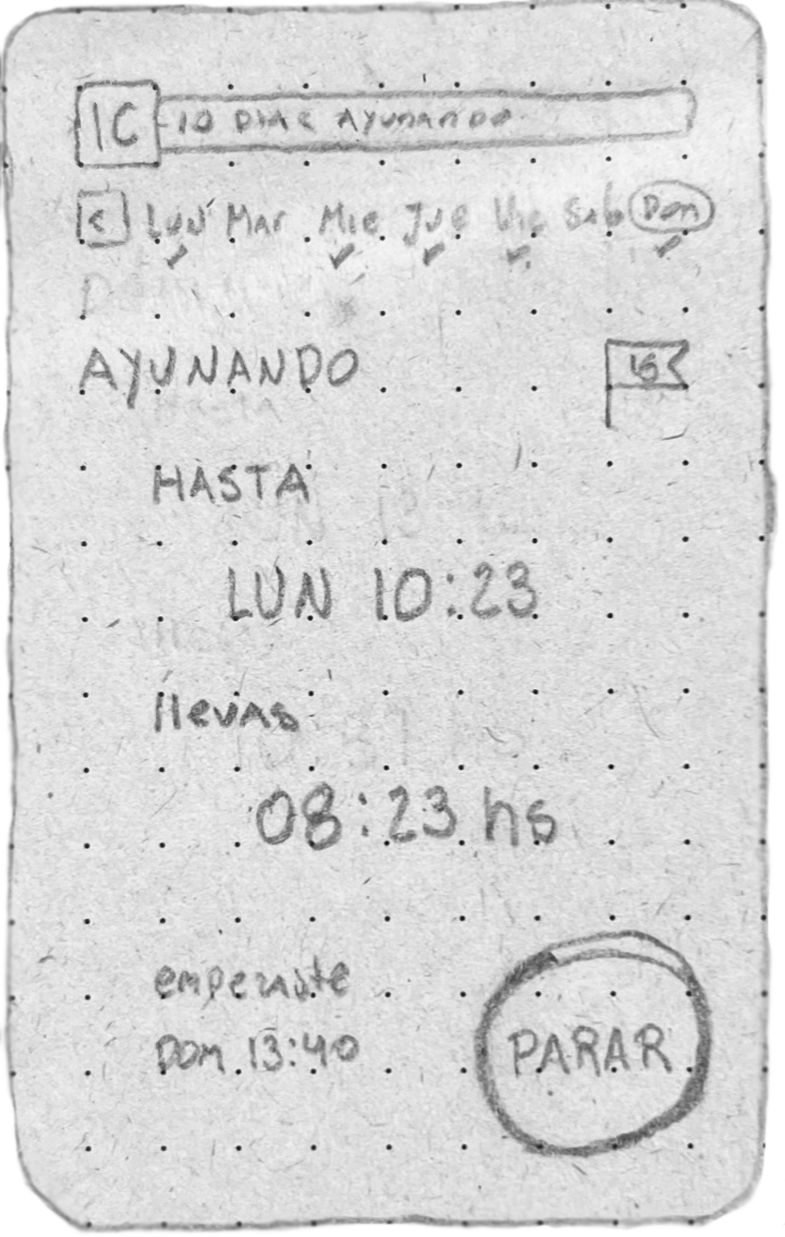 IC 10 DIAS AYUNANDO
< LUN Mar Mie Jue Vie Sab Dom
AYUNANDO
HASTA
LUN 10:23
llevas
08:23 hs
empezaste
DOM 13:40
PARAR